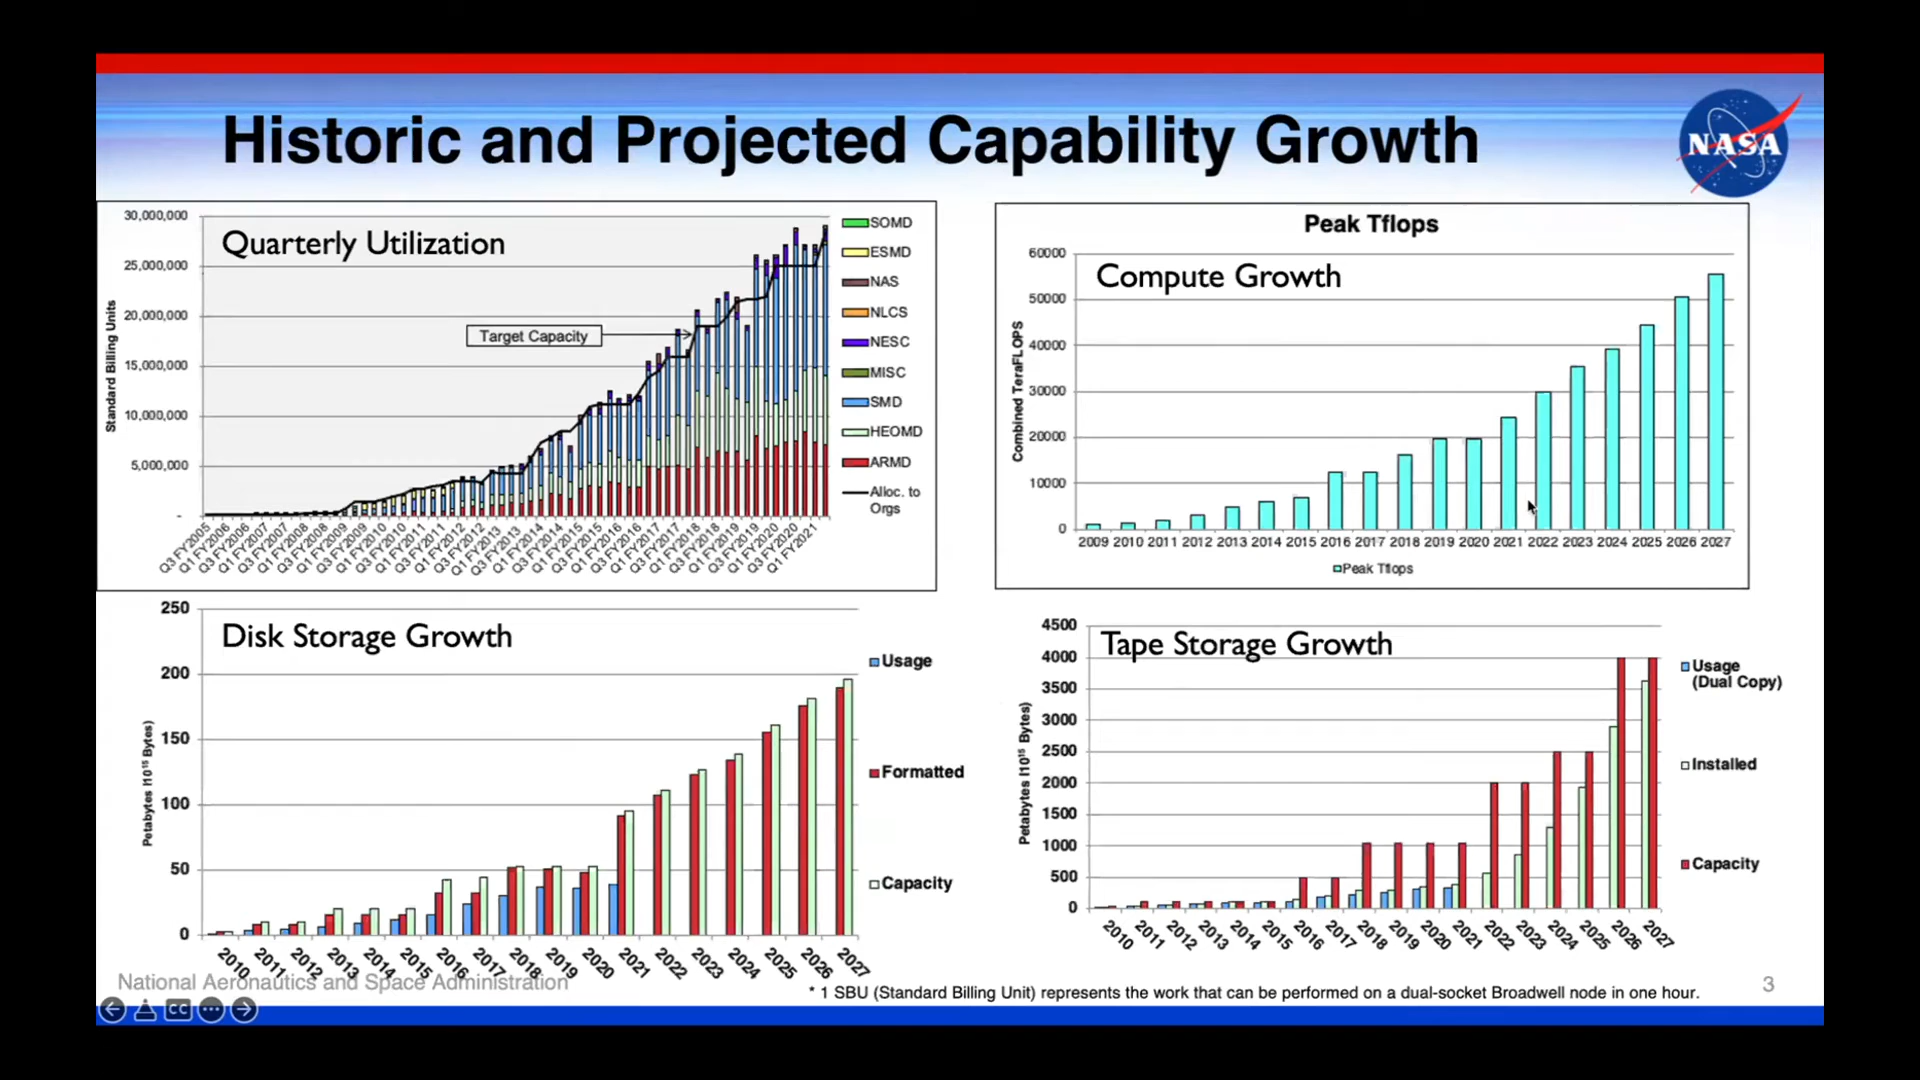 Historic and Projected Capability Growth
NASA
Quarterly Utilization
Standard Billing Units
30,000,000
25,000,000
20,000,000
15,000,000
10,000,000
5,000,000
-
Target Capacity
Q3 FY2005
Q1 FY2006
Q3 FY2006
Q1 FY2007
Q3 FY2007
Q1 FY2008
Q3 FY2008
Q1 FY2009
Q3 FY2009
Q1 FY2010
Q3 FY2010
Q1 FY2011
Q3 FY2011
Q1 FY2012
Q3 FY2012
Q1 FY2013
Q3 FY2013
Q1 FY2014
Q3 FY2014
Q1 FY2015
Q3 FY2015
Q1 FY2016
Q3 FY2016
Q1 FY2017
Q3 FY2017
Q1 FY2018
Q3 FY2018
Q1 FY2019
Q3 FY2019
Q1 FY2020
Q3 FY2020
Q1 FY2021
SOMD
ESMD
NAS
NLCS
NESC
MISC
SMD
HEOMD
ARMD
Alloc. to
Orgs
Peak Tflops
Compute Growth
Combined TeraFLOPS
60000
50000
40000
30000
20000
10000
0
2009 2010 2011 2012 2013 2014 2015 2016 2017 2018 2019 2020 2021 2022 2023 2024 2025 2026 2027
Peak Tflops
Disk Storage Growth
Petabytes (10¹⁵ Bytes)
250
200
150
100
50
0
2010 2011 2012 2013 2014 2015 2016 2017 2018 2019 2020 2021 2022 2023 2024 2025 2026 2027
Usage
Formatted
Capacity
Tape Storage Growth
Petabytes (10¹⁵ Bytes)
4500
4000
3500
3000
2500
2000
1500
1000
500
0
2010 2011 2012 2013 2014 2015 2016 2017 2018 2019 2020 2021 2022 2023 2024 2025 2026 2027
Usage
(Dual Copy)
Installed
Capacity
National Aeronautics and Space Administration
* 1 SBU (Standard Billing Unit) represents the work that can be performed on a dual-socket Broadwell node in one hour.
3
CC